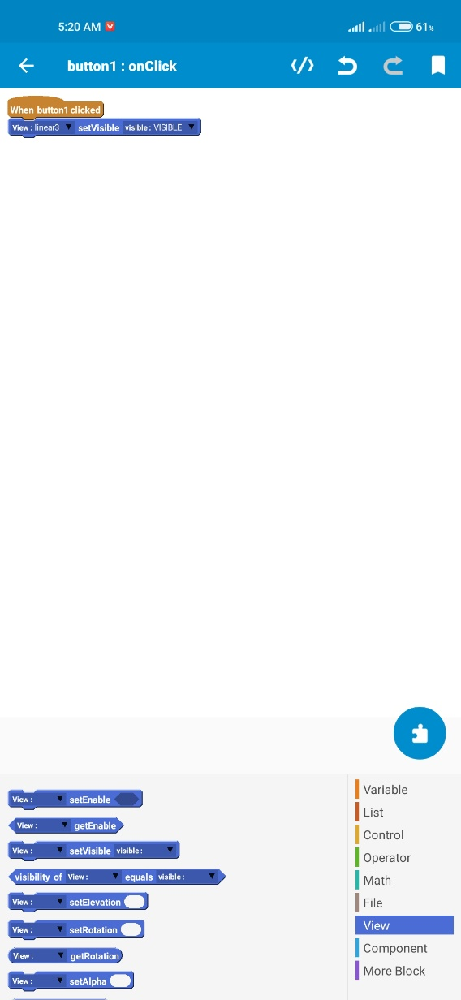 5:20 AM
61%
button1 : onClick
When button1 clicked
View : linear3 setVisible visible : VISIBLE
View : setEnable
View : getEnable
View : setVisible visible :
visibility of View : equals visible :
View : setElevation
View : setRotation
View : getRotation
View : setAlpha
Variable
List
Control
Operator
Math
File
View
Component
More Block